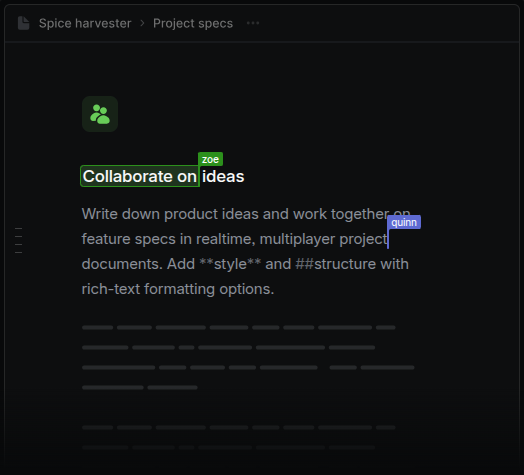 Spice harvester › Project specs ···
zoe
Collaborate on ideas
Write down product ideas and work together on
quinn
feature specs in realtime, multiplayer project
documents. Add **style** and ##structure with
rich-text formatting options.